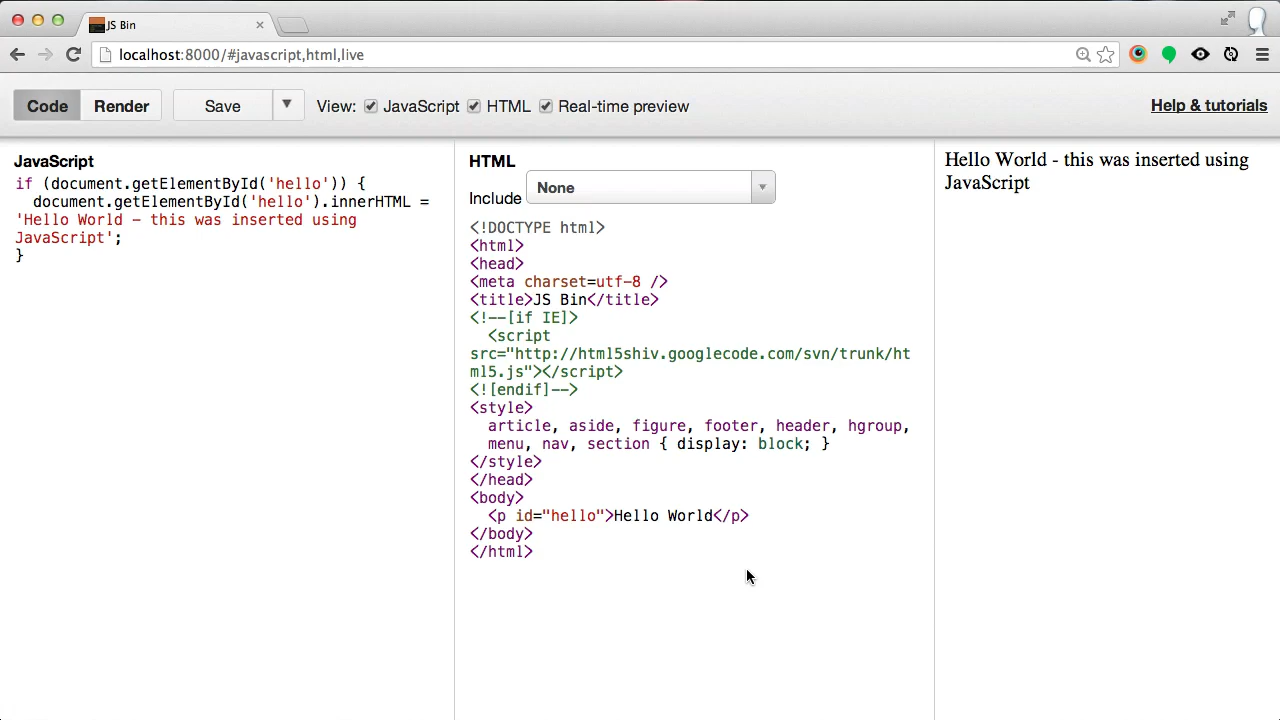 JS Bin
localhost:8000/#javascript,html,live
Code Render Save View: JavaScript HTML Real-time preview Help & tutorials
JavaScript
if (document.getElementById('hello')) {
  document.getElementById('hello').innerHTML =
'Hello World - this was inserted using
JavaScript';
}
HTML
Include None
<!DOCTYPE html>
<html>
<head>
<meta charset=utf-8 />
<title>JS Bin</title>
<!--[if IE]>
  <script
src="http://html5shiv.googlecode.com/svn/trunk/ht
ml5.js"></script>
<![endif]-->
<style>
  article, aside, figure, footer, header, hgroup,
  menu, nav, section { display: block; }
</style>
</head>
<body>
  <p id="hello">Hello World</p>
</body>
</html>
Hello World - this was inserted using
JavaScript